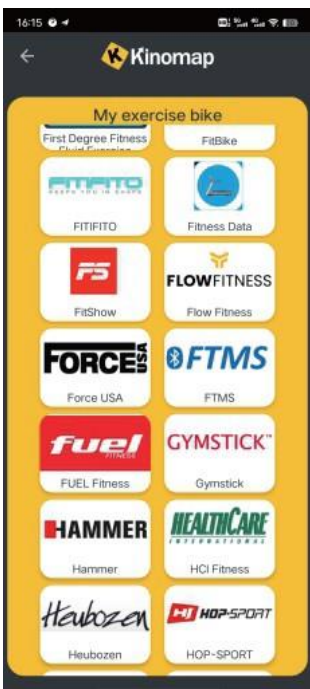 16:15
Kinomap
My exercise bike
First Degree Fitness
FitBike
FITIFITO
KEEPS YOU IN SHAPE
FITIFITO
Fitness Data
FS
FitShow
FLOWFITNESS
Flow Fitness
FORCE USA
Force USA
FTMS
FTMS
fuel
FITNESS
FUEL Fitness
GYMSTICK™
Gymstick
HAMMER
Hammer
HEALTHCARE
INTERNATIONAL
HCI Fitness
Heubozen
Heubozen
HOP-SPORT
HOP-SPORT